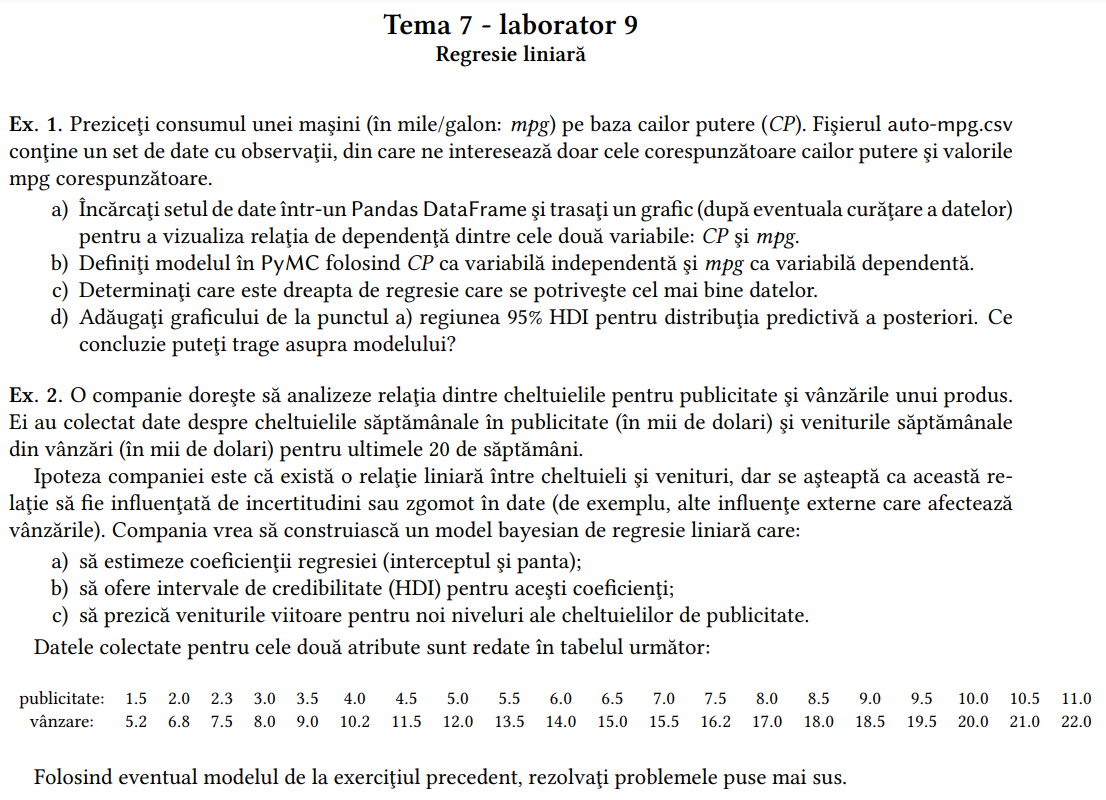 Tema 7 - laborator 9
Regresie liniară
Ex. 1. Preziceţi consumul unei maşini (în mile/galon: mpg) pe baza cailor putere (CP). Fişierul auto-mpg.csv
conţine un set de date cu observaţii, din care ne interesează doar cele corespunzătoare cailor putere şi valorile
mpg corespunzătoare.
a) Încărcaţi setul de date într-un Pandas DataFrame şi trasaţi un grafic (după eventuala curăţare a datelor)
pentru a vizualiza relaţia de dependenţă dintre cele două variabile: CP şi mpg.
b) Definiţi modelul în PyMC folosind CP ca variabilă independentă şi mpg ca variabilă dependentă.
c) Determinaţi care este dreapta de regresie care se potriveşte cel mai bine datelor.
d) Adăugaţi graficului de la punctul a) regiunea 95% HDI pentru distribuţia predictivă a posteriori. Ce
concluzie puteţi trage asupra modelului?
Ex. 2. O companie doreşte să analizeze relaţia dintre cheltuielile pentru publicitate şi vânzările unui produs.
Ei au colectat date despre cheltuielile săptămânale în publicitate (în mii de dolari) şi veniturile săptămânale
din vânzări (în mii de dolari) pentru ultimele 20 de săptămâni.
Ipoteza companiei este că există o relaţie liniară între cheltuieli şi venituri, dar se aşteaptă ca această re-
laţie să fie influenţată de incertitudini sau zgomot în date (de exemplu, alte influenţe externe care afectează
vânzările). Compania vrea să construiască un model bayesian de regresie liniară care:
a) să estimeze coeficienţii regresiei (interceptul şi panta);
b) să ofere intervale de credibilitate (HDI) pentru aceşti coeficienţi;
c) să prezică veniturile viitoare pentru noi niveluri ale cheltuielilor de publicitate.
Datele colectate pentru cele două atribute sunt redate în tabelul următor:
publicitate: 1.5 2.0 2.3 3.0 3.5 4.0 4.5 5.0 5.5 6.0 6.5 7.0 7.5 8.0 8.5 9.0 9.5 10.0 10.5 11.0
vânzare: 5.2 6.8 7.5 8.0 9.0 10.2 11.5 12.0 13.5 14.0 15.0 15.5 16.2 17.0 18.0 18.5 19.5 20.0 21.0 22.0
Folosind eventual modelul de la exerciţiul precedent, rezolvaţi problemele puse mai sus.